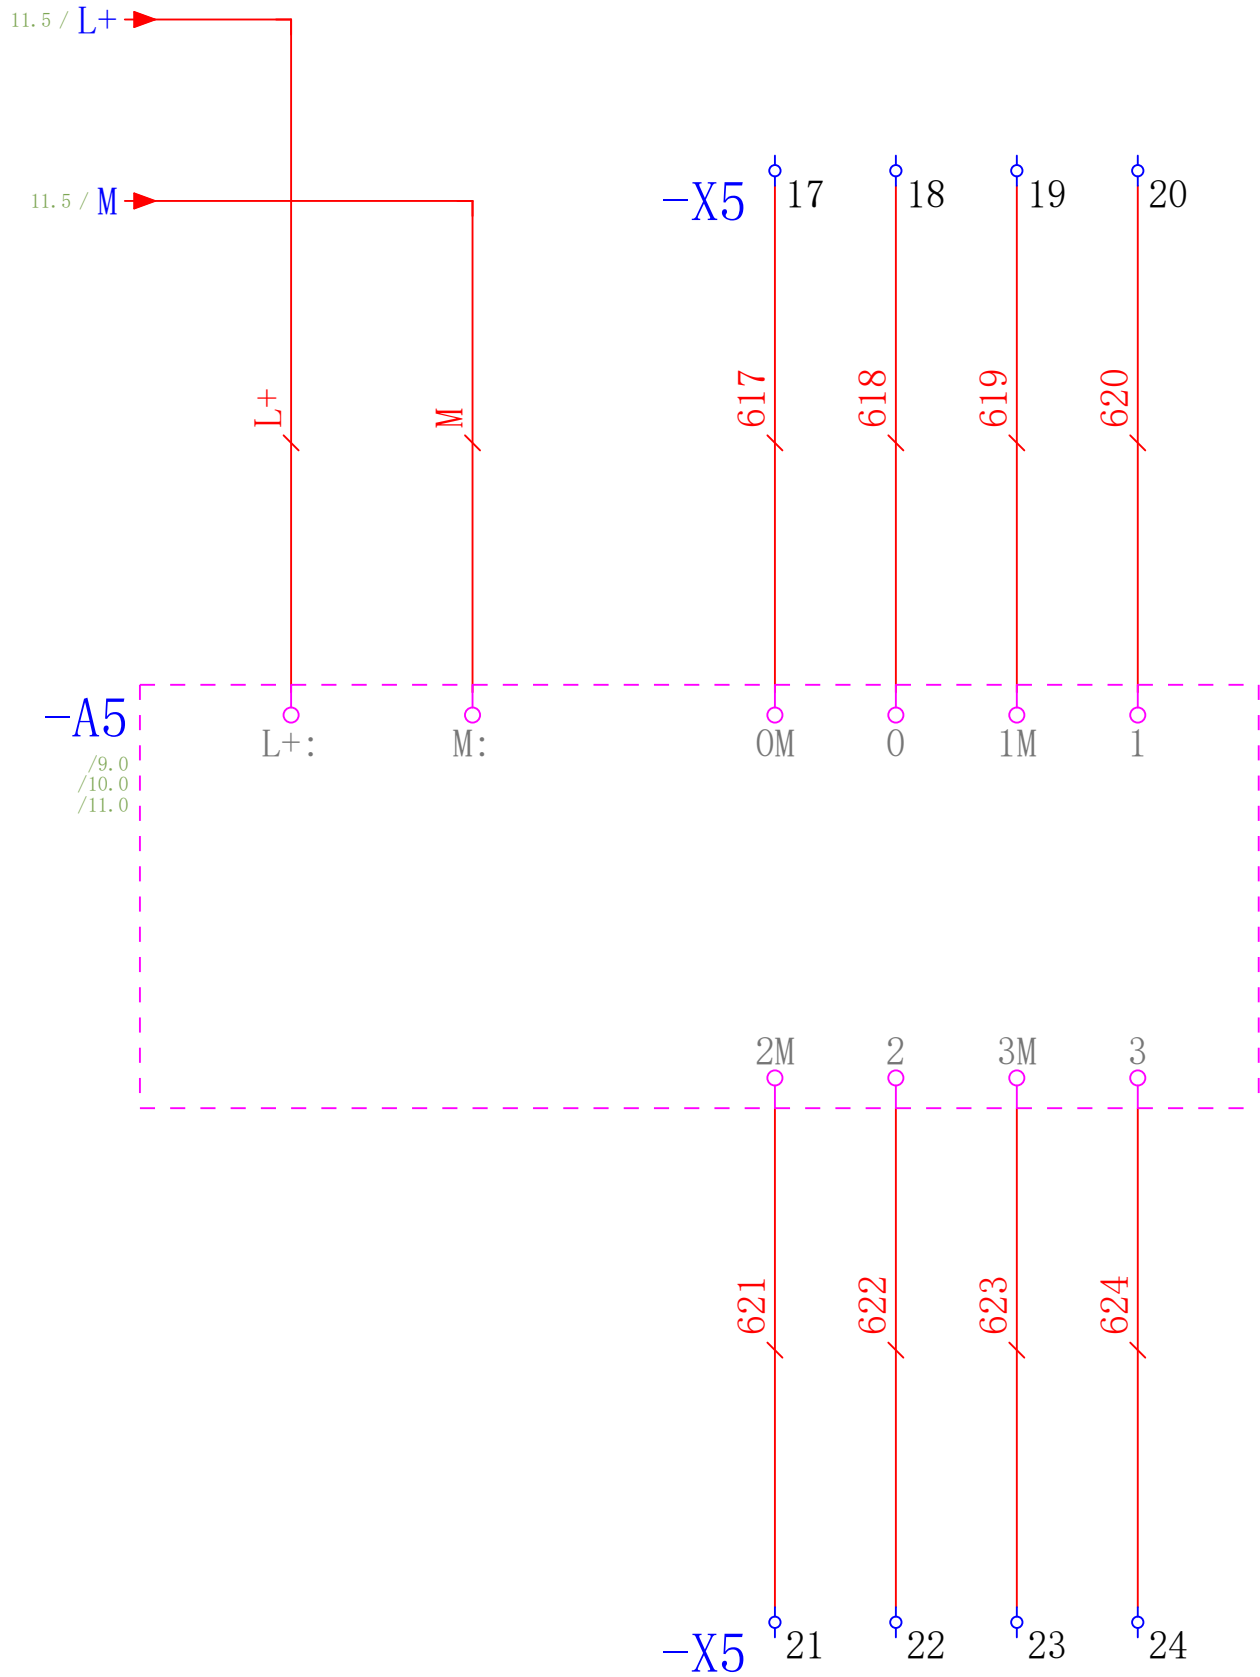 11.5 / L+
11.5 / M
-X5 17 18 19 20
L+ M 617 618 619 620
-A5
/9.0
/10.0
/11.0
L+: M: 0M 0 1M 1
2M 2 3M 3
621 622 623 624
-X5 21 22 23 24